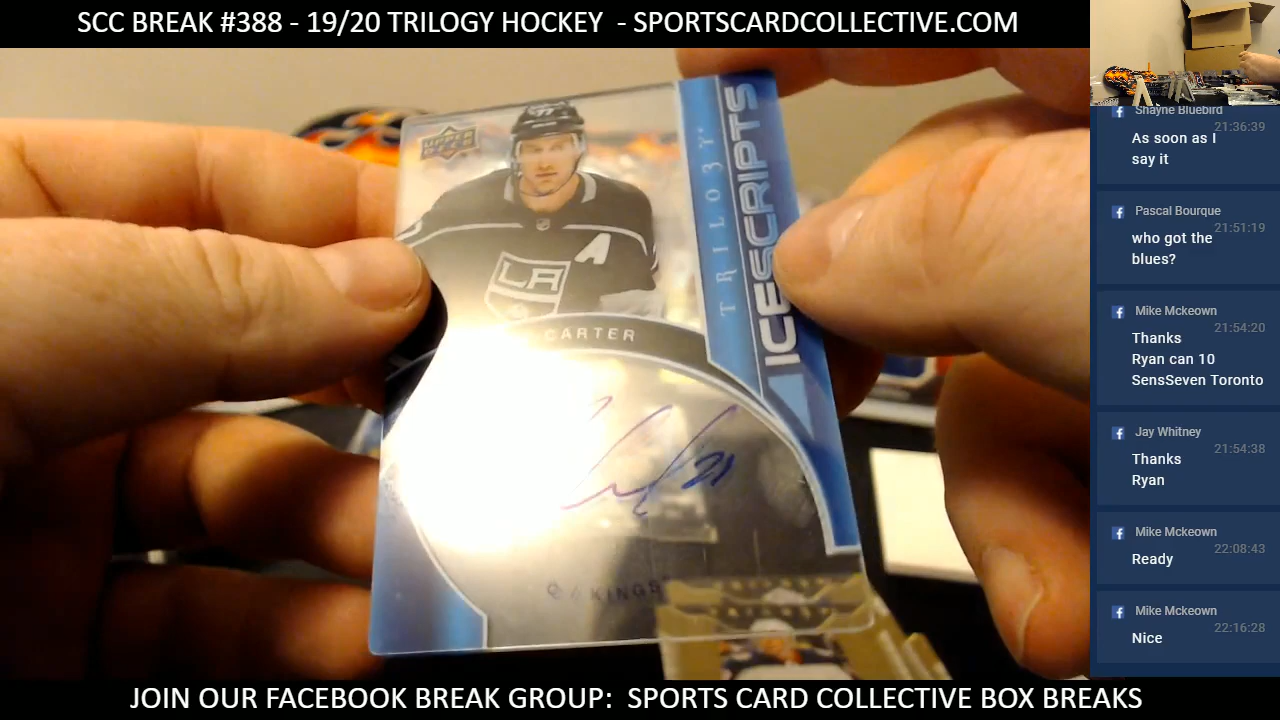 SCC BREAK #388 - 19/20 TRILOGY HOCKEY - SPORTSCARDCOLLECTIVE.COM
UPPER DECK
77
A
LA
CARTER
TRILOGY
ICESCRIPTS
21
KINGS
Shayne Bluebird
21:36:39
As soon as I
say it
Pascal Bourque
21:51:19
who got the
blues?
Mike Mckeown
21:54:20
Thanks
Ryan can 10
SensSeven Toronto
Jay Whitney
21:54:38
Thanks
Ryan
Mike Mckeown
22:08:43
Ready
Mike Mckeown
22:16:28
Nice
JOIN OUR FACEBOOK BREAK GROUP: SPORTS CARD COLLECTIVE BOX BREAKS